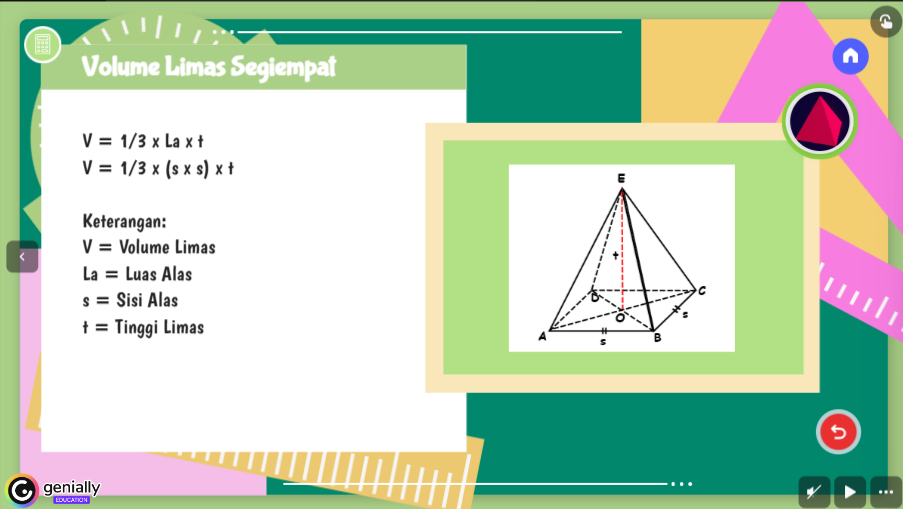 Volume Limas Segiempat
V = 1/3 x La x t
V = 1/3 x (s x s) x t
Keterangan:
V = Volume Limas
La = Luas Alas
s = Sisi Alas
t = Tinggi Limas
E
t
D
C
O
s
A
B
s
genially
EDUCATION